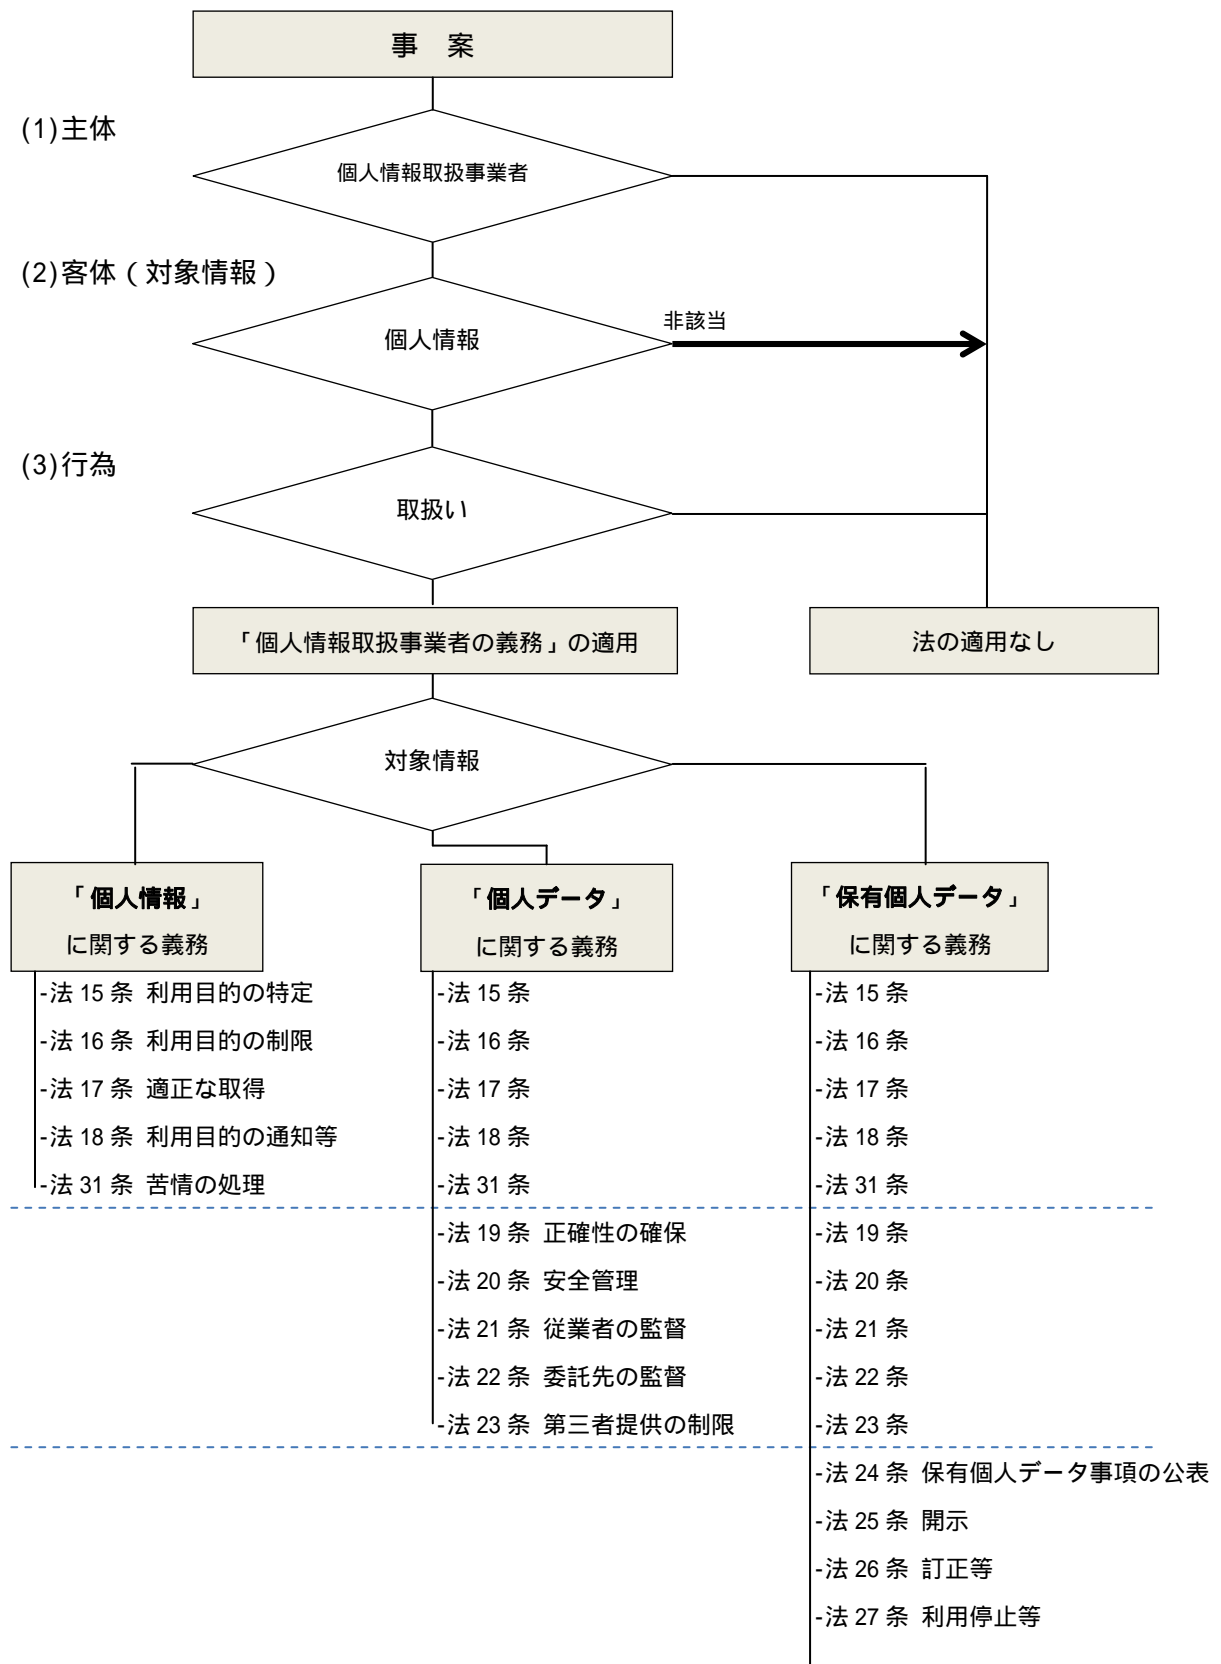 事　案
(1)主体
個人情報取扱事業者
(2)客体（対象情報）
個人情報
非該当
(3)行為
取扱い
「個人情報取扱事業者の義務」の適用
法の適用なし
対象情報
「個人情報」
に関する義務
-法 15 条 利用目的の特定
-法 16 条 利用目的の制限
-法 17 条 適正な取得
-法 18 条 利用目的の通知等
-法 31 条 苦情の処理
「個人データ」
に関する義務
-法 15 条
-法 16 条
-法 17 条
-法 18 条
-法 31 条
-法 19 条 正確性の確保
-法 20 条 安全管理
-法 21 条 従業者の監督
-法 22 条 委託先の監督
-法 23 条 第三者提供の制限
「保有個人データ」
に関する義務
-法 15 条
-法 16 条
-法 17 条
-法 18 条
-法 31 条
-法 19 条
-法 20 条
-法 21 条
-法 22 条
-法 23 条
-法 24 条 保有個人データ事項の公表
-法 25 条 開示
-法 26 条 訂正等
-法 27 条 利用停止等